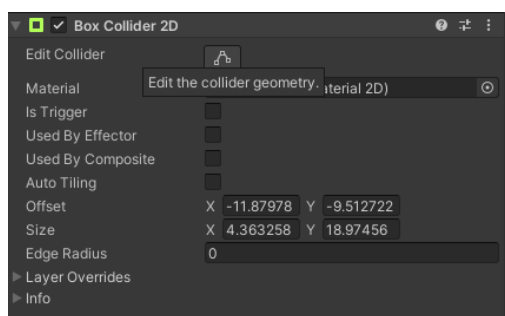 Box Collider 2D
Edit Collider
Edit the collider geometry.
Material aterial 2D)
Is Trigger
Used By Effector
Used By Composite
Auto Tiling
Offset X -11.87978 Y -9.512722
Size X 4.363258 Y 18.97456
Edge Radius 0
Layer Overrides
Info